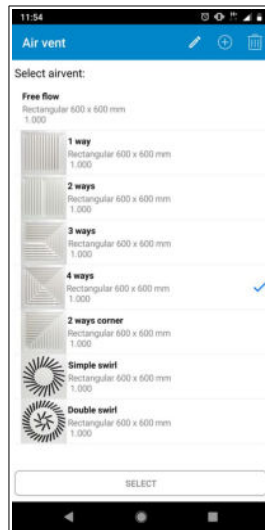 11:54
Air vent
Select airvent:
Free flow
Rectangular 600 x 600 mm
1.000
1 way
Rectangular 600 x 600 mm
1.000
2 ways
Rectangular 600 x 600 mm
1.000
3 ways
Rectangular 600 x 600 mm
1.000
4 ways
Rectangular 600 x 600 mm
1.000
2 ways corner
Rectangular 600 x 600 mm
1.000
Simple swirl
Rectangular 600 x 600 mm
1.000
Double swirl
Rectangular 600 x 600 mm
1.000
SELECT